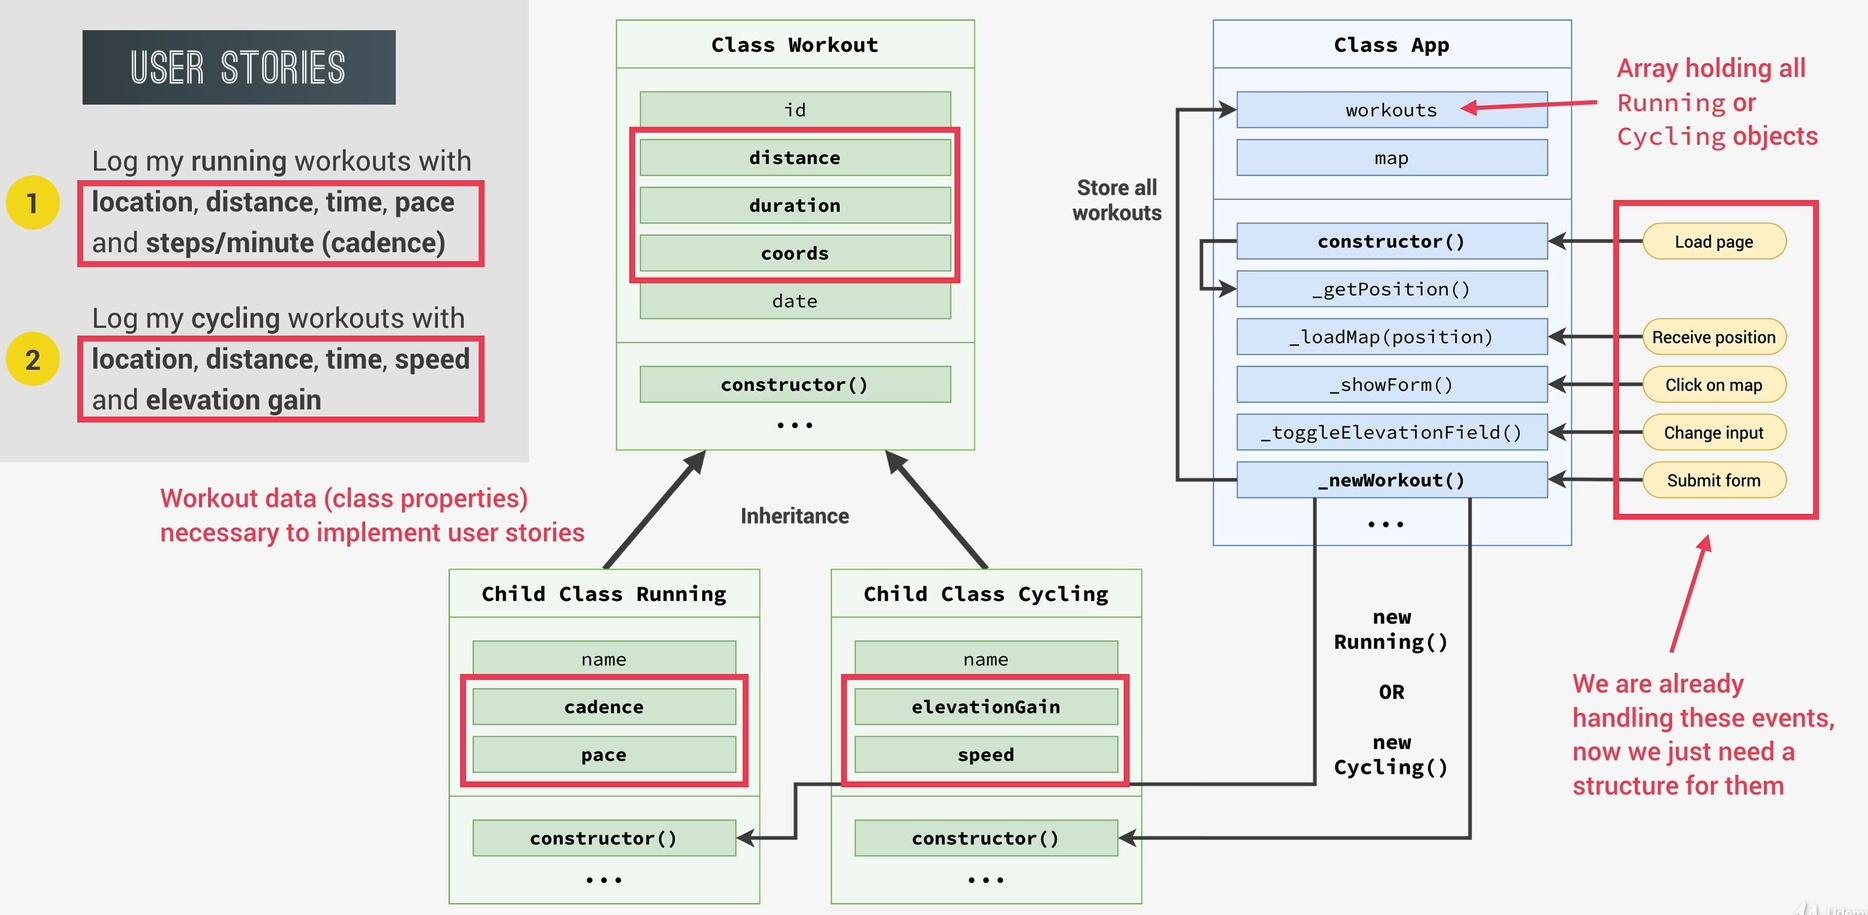 USER STORIES
1
Log my running workouts with
location, distance, time, pace
and steps/minute (cadence)
2
Log my cycling workouts with
location, distance, time, speed
and elevation gain
Workout data (class properties)
necessary to implement user stories
Class Workout
id
distance
duration
coords
date
constructor()
...
Inheritance
Child Class Running
name
cadence
pace
constructor()
...
Child Class Cycling
name
elevationGain
speed
constructor()
...
Class App
workouts
map
constructor()
_getPosition()
_loadMap(position)
_showForm()
_toggleElevationField()
_newWorkout()
...
Store all
workouts
new
Running()
OR
new
Cycling()
Array holding all
Running or
Cycling objects
Load page
Receive position
Click on map
Change input
Submit form
We are already
handling these events,
now we just need a
structure for them